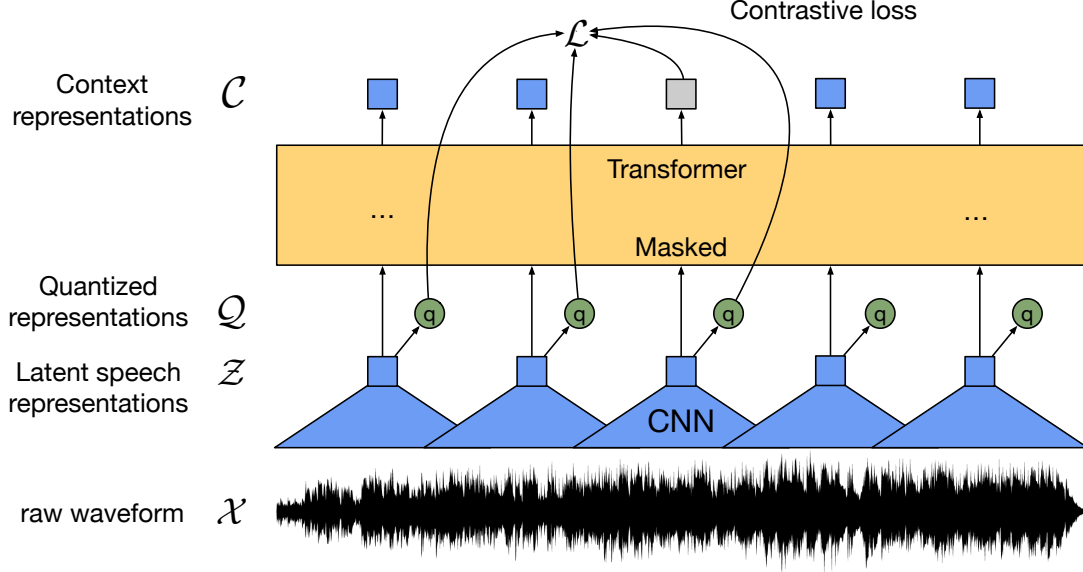 Contrastive loss
ℒ
Context
representations
𝒞
Transformer
... ...
Masked
Quantized
representations
𝒬
q q q q q
Latent speech
representations
𝒵
CNN
raw waveform
𝒳